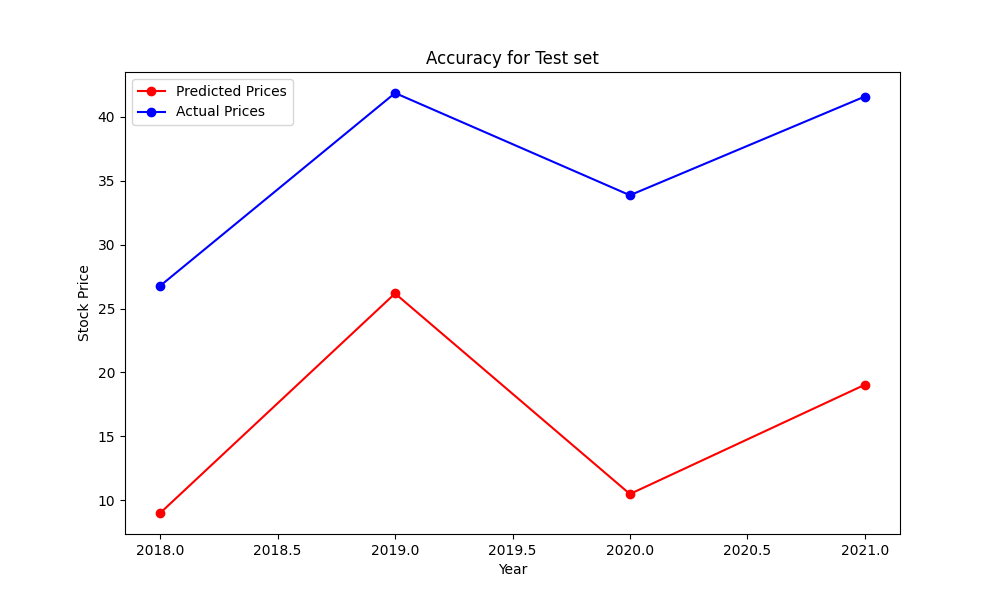 Accuracy for Test set
Predicted Prices
Actual Prices
40
35
30
25
20
15
10
Stock Price
2018.0 2018.5 2019.0 2019.5 2020.0 2020.5 2021.0
Year